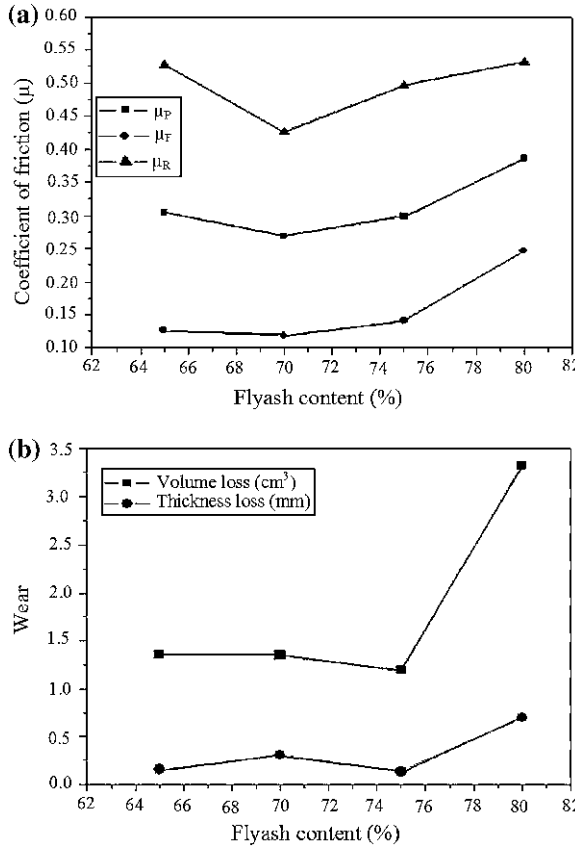 (a)
0.60
0.55
0.50
0.45
0.40
0.35
0.30
0.25
0.20
0.15
0.10
Coefficient of friction (μ)
μP
μF
μR
62 64 66 68 70 72 74 76 78 80 82
Flyash content (%)
(b)
3.5
3.0
2.5
2.0
1.5
1.0
0.5
0.0
Wear
Volume loss (cm³)
Thickness loss (mm)
62 64 66 68 70 72 74 76 78 80 82
Flyash content (%)